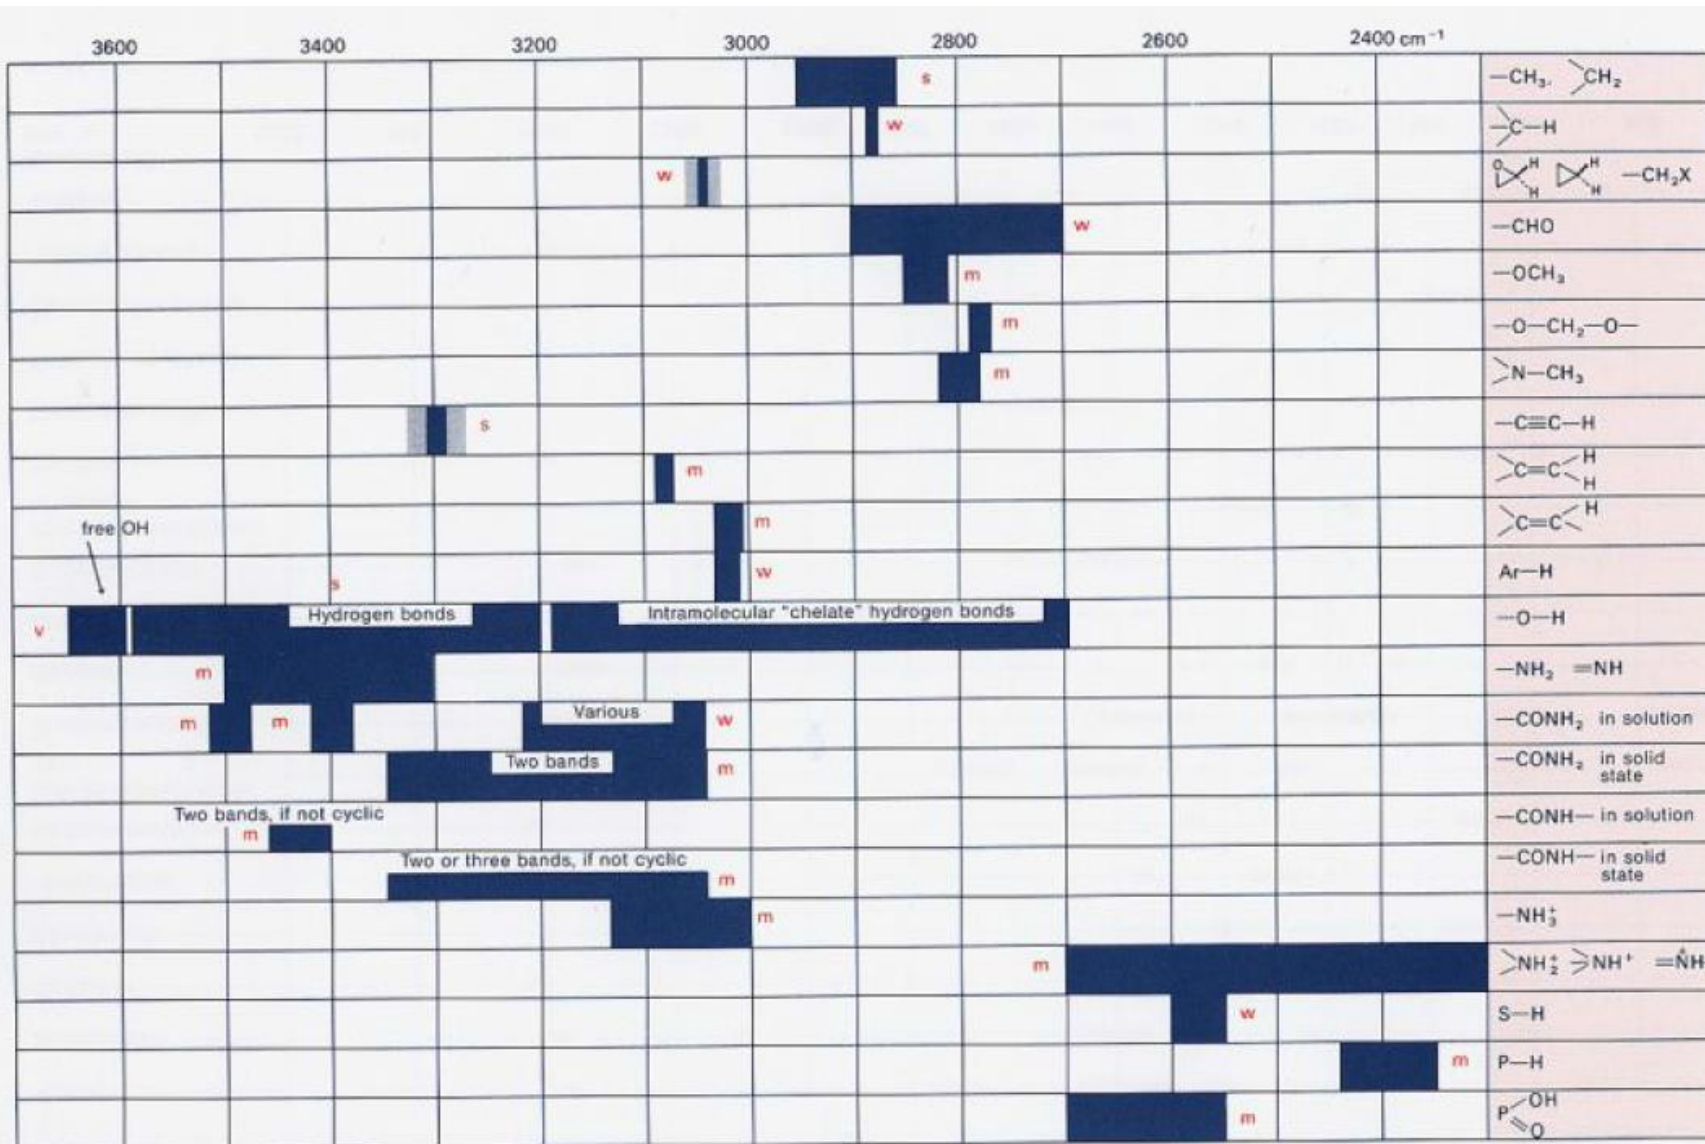 3600 3400 3200 3000 2800 2600 2400 cm⁻¹
s —CH₃, >CH₂
w >C—H
w O H H H H —CH₂X
w —CHO
m —OCH₃
m —O—CH₂—O—
m >N—CH₃
s —C≡C—H
m >C=C< H H
free OH
m >C=C< H
s w Ar—H
v Hydrogen bonds Intramolecular "chelate" hydrogen bonds —O—H
m —NH₂ =NH
m m Various w —CONH₂ in solution
Two bands m —CONH₂ in solid
state
Two bands, if not cyclic
m —CONH— in solution
Two or three bands, if not cyclic
m —CONH— in solid
state
m —NH₃⁺
m >NH₂⁺ >NH⁺ =N⁺H
w S—H
m P—H
m P OH O